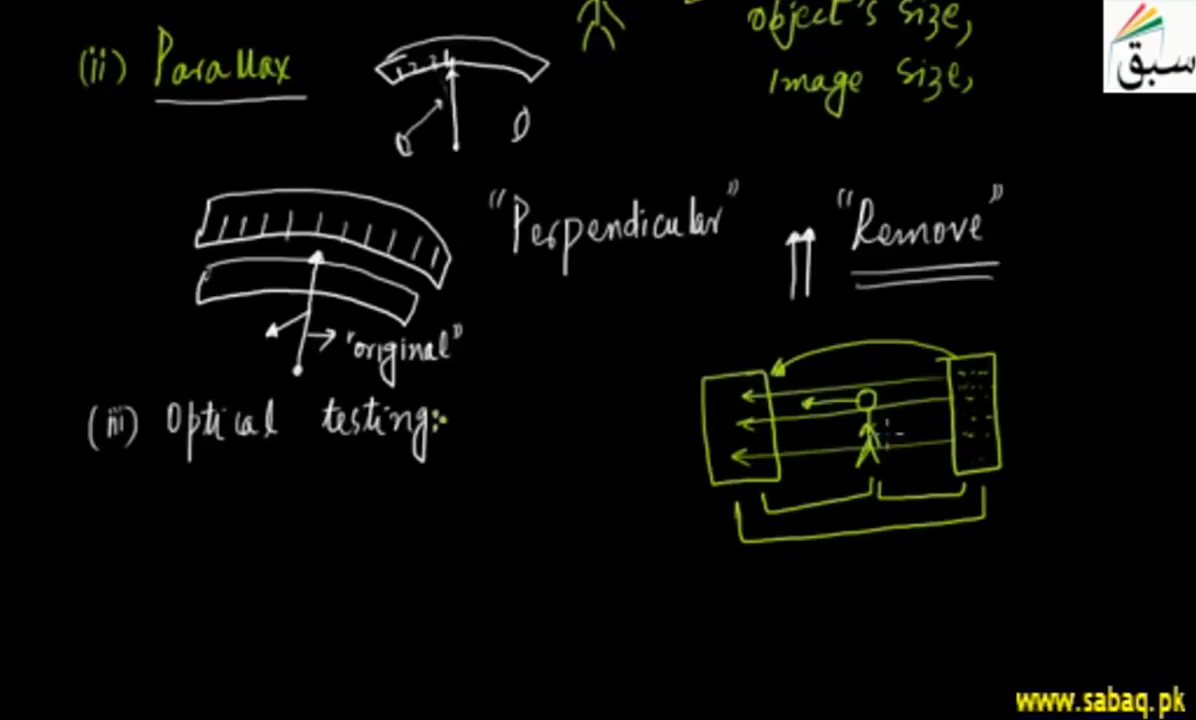 object's size,
(ii) Parallax
Image size,
سبق
"Perpendicular"
"Remove"
"original"
(iii) Optical testing:
www.sabaq.pk